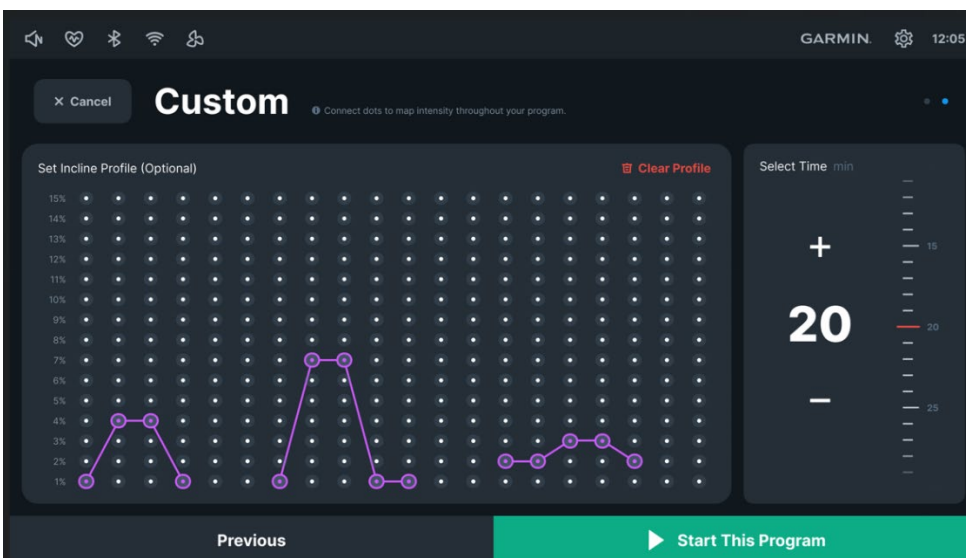 GARMIN. 12:05
× Cancel
Custom
Connect dots to map intensity throughout your program.
Set Incline Profile (Optional)
Clear Profile
15%
14%
13%
12%
11%
10%
9%
8%
7%
6%
5%
4%
3%
2%
1%
Select Time min
+
20
−
15
20
25
Previous
Start This Program